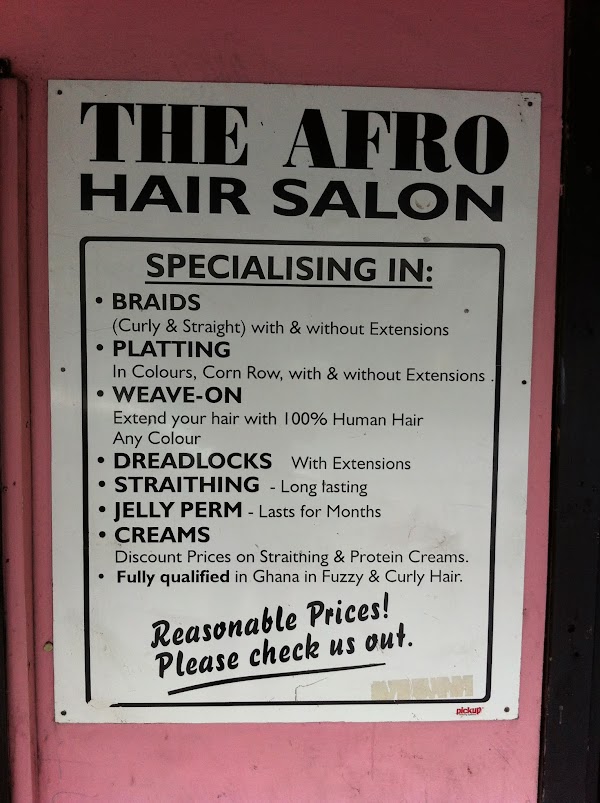 THE AFRO
HAIR SALON
SPECIALISING IN:
• BRAIDS
(Curly & Straight) with & without Extensions
• PLATTING
In Colours, Corn Row, with & without Extensions .
• WEAVE-ON
Extend your hair with 100% Human Hair
Any Colour
• DREADLOCKS With Extensions
• STRAITHING - Long lasting
• JELLY PERM - Lasts for Months
• CREAMS
Discount Prices on Straithing & Protein Creams.
• Fully qualified in Ghana in Fuzzy & Curly Hair.
Reasonable Prices!
Please check us out.
pickup